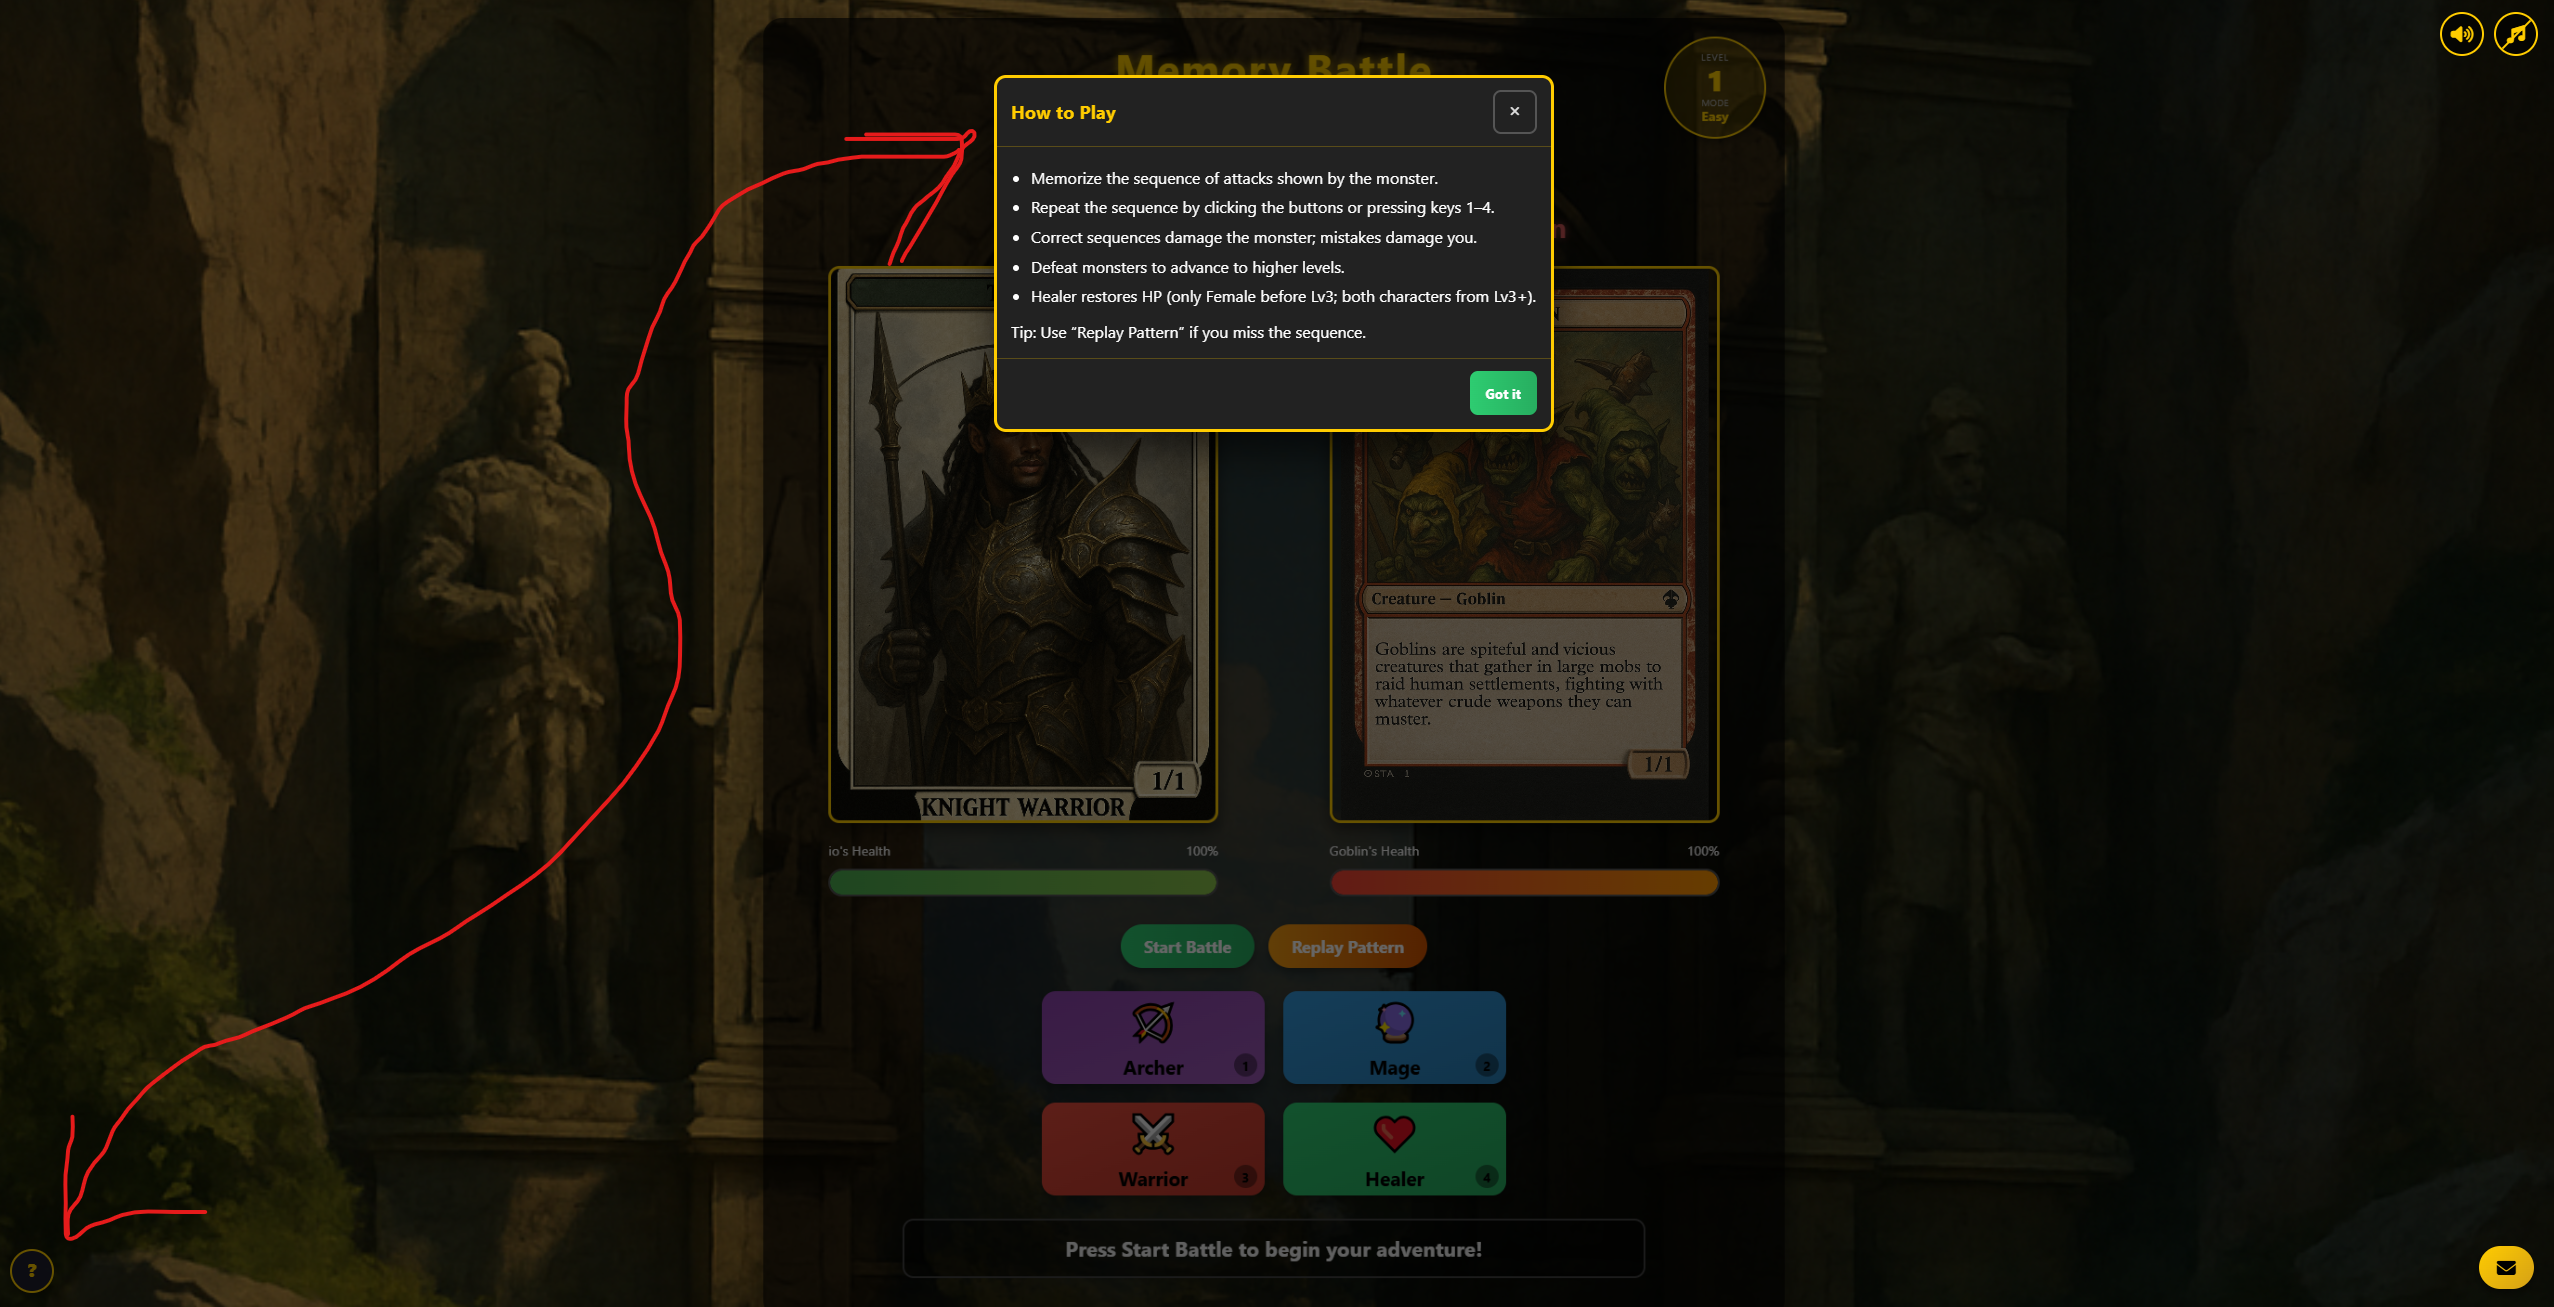 Memory Battle
LEVEL
1
MODE
Easy
How to Play
×
Memorize the sequence of attacks shown by the monster.
Repeat the sequence by clicking the buttons or pressing keys 1–4.
Correct sequences damage the monster; mistakes damage you.
Defeat monsters to advance to higher levels.
Healer restores HP (only Female before Lv3; both characters from Lv3+).
Tip: Use “Replay Pattern” if you miss the sequence.
Got it
1/1
KNIGHT WARRIOR
Creature — Goblin
Goblins are spiteful and vicious
creatures that gather in large mobs to
raid human settlements, fighting with
whatever crude weapons they can
muster.
1/1
STA 1
io's Health 100%
Goblin's Health 100%
Start Battle
Replay Pattern
Archer 1
Mage 2
Warrior 3
Healer 4
Press Start Battle to begin your adventure!
?